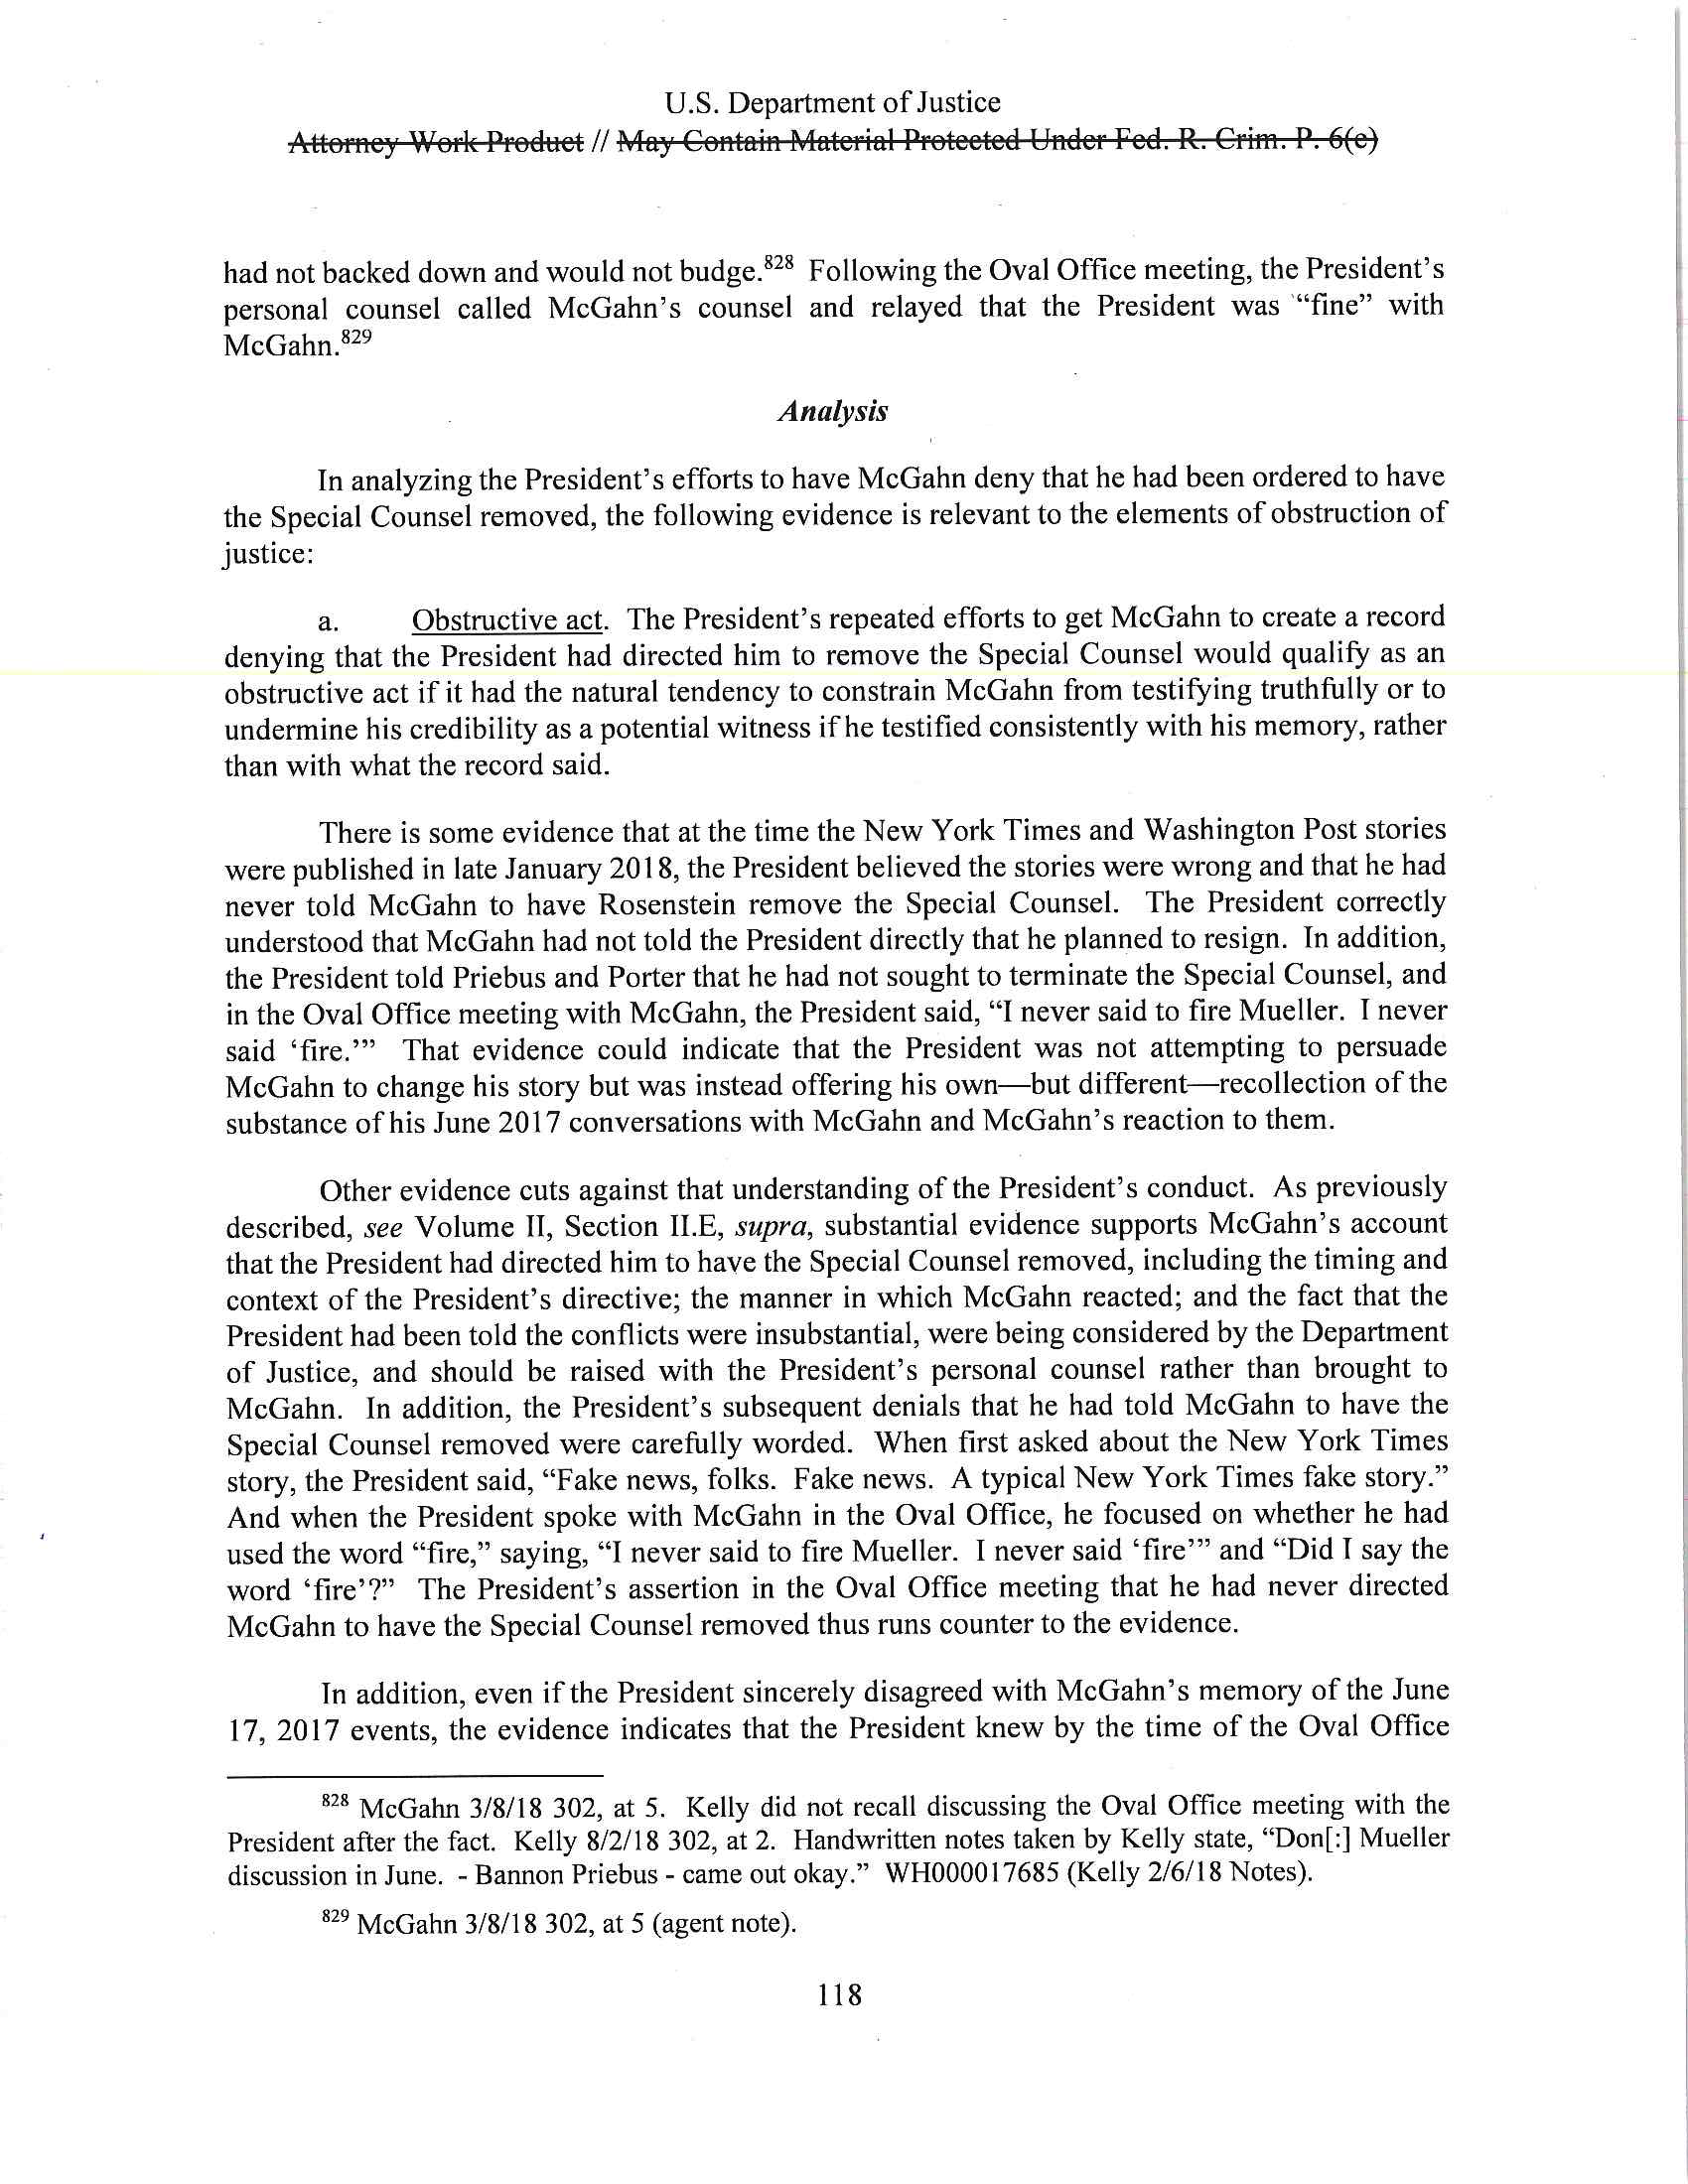 U.S. Department of Justice
Attorney Work Product // May Contain Material Protected Under Fed. R. Crim. P. 6(e)
had not backed down and would not budge.828 Following the Oval Office meeting, the President's
personal counsel called McGahn's counsel and relayed that the President was “fine” with
McGahn.829
Analysis
In analyzing the President's efforts to have McGahn deny that he had been ordered to have
the Special Counsel removed, the following evidence is relevant to the elements of obstruction of
justice:
a. Obstructive act. The President's repeated efforts to get McGahn to create a record
denying that the President had directed him to remove the Special Counsel would qualify as an
obstructive act if it had the natural tendency to constrain McGahn from testifying truthfully or to
undermine his credibility as a potential witness if he testified consistently with his memory, rather
than with what the record said.
There is some evidence that at the time the New York Times and Washington Post stories
were published in late January 2018, the President believed the stories were wrong and that he had
never told McGahn to have Rosenstein remove the Special Counsel. The President correctly
understood that McGahn had not told the President directly that he planned to resign. In addition,
the President told Priebus and Porter that he had not sought to terminate the Special Counsel, and
in the Oval Office meeting with McGahn, the President said, “I never said to fire Mueller. I never
said ‘fire.’” That evidence could indicate that the President was not attempting to persuade
McGahn to change his story but was instead offering his own—but different—recollection of the
substance of his June 2017 conversations with McGahn and McGahn's reaction to them.
Other evidence cuts against that understanding of the President's conduct. As previously
described, see Volume II, Section II.E, supra, substantial evidence supports McGahn's account
that the President had directed him to have the Special Counsel removed, including the timing and
context of the President's directive; the manner in which McGahn reacted; and the fact that the
President had been told the conflicts were insubstantial, were being considered by the Department
of Justice, and should be raised with the President's personal counsel rather than brought to
McGahn. In addition, the President's subsequent denials that he had told McGahn to have the
Special Counsel removed were carefully worded. When first asked about the New York Times
story, the President said, “Fake news, folks. Fake news. A typical New York Times fake story.”
And when the President spoke with McGahn in the Oval Office, he focused on whether he had
used the word “fire,” saying, “I never said to fire Mueller. I never said ‘fire’” and “Did I say the
word ‘fire’?” The President's assertion in the Oval Office meeting that he had never directed
McGahn to have the Special Counsel removed thus runs counter to the evidence.
In addition, even if the President sincerely disagreed with McGahn's memory of the June
17, 2017 events, the evidence indicates that the President knew by the time of the Oval Office
828 McGahn 3/8/18 302, at 5. Kelly did not recall discussing the Oval Office meeting with the
President after the fact. Kelly 8/2/18 302, at 2. Handwritten notes taken by Kelly state, “Don[:] Mueller
discussion in June. - Bannon Priebus - came out okay.” WH000017685 (Kelly 2/6/18 Notes).
829 McGahn 3/8/18 302, at 5 (agent note).
118